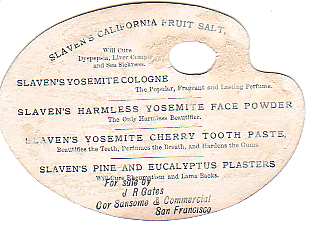 SLAVEN'S CALIFORNIA FRUIT SALT,
Will Cure
Dyspepsia, Liver Complaint
and Sea Sickness.
SLAVEN'S YOSEMITE COLOGNE
The Popular, Fragrant and Lasting Perfume.
SLAVEN'S HARMLESS YOSEMITE FACE POWDER
The Only Harmless Beautifier.
SLAVEN'S YOSEMITE CHERRY TOOTH PASTE,
Beautifies the Teeth, Perfumes the Breath, and Hardens the Gums
SLAVEN'S PINE AND EUCALYPTUS PLASTERS
Will Cure Rheumatism and Lame Backs.
For sale by
J R Gates
Cor Sansome & Commercial
San Francisco